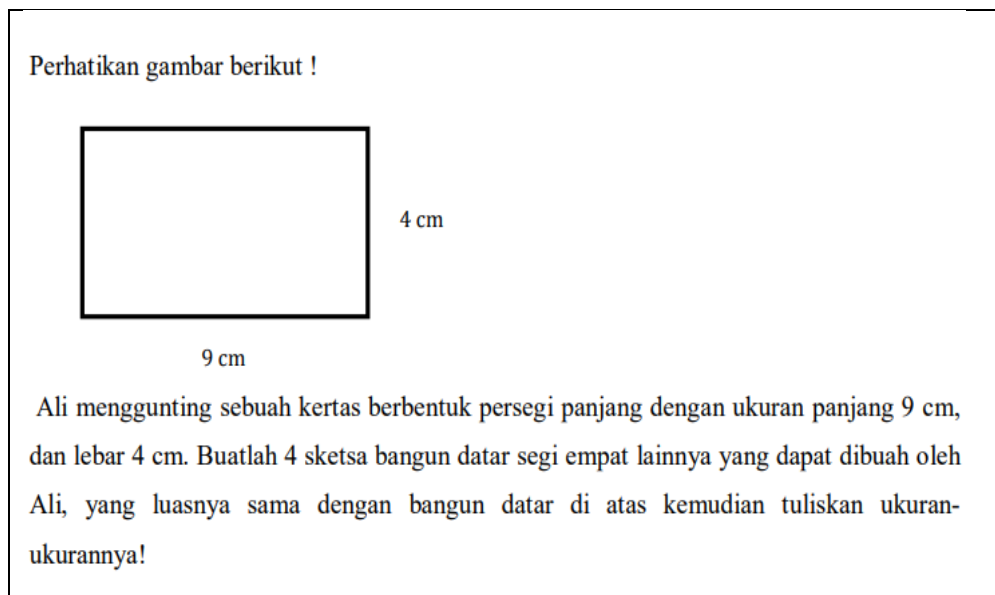 Perhatikan gambar berikut !
4 cm
9 cm
Ali menggunting sebuah kertas berbentuk persegi panjang dengan ukuran panjang 9 cm,
dan lebar 4 cm. Buatlah 4 sketsa bangun datar segi empat lainnya yang dapat dibuah oleh
Ali, yang luasnya sama dengan bangun datar di atas kemudian tuliskan ukuran-
ukurannya!